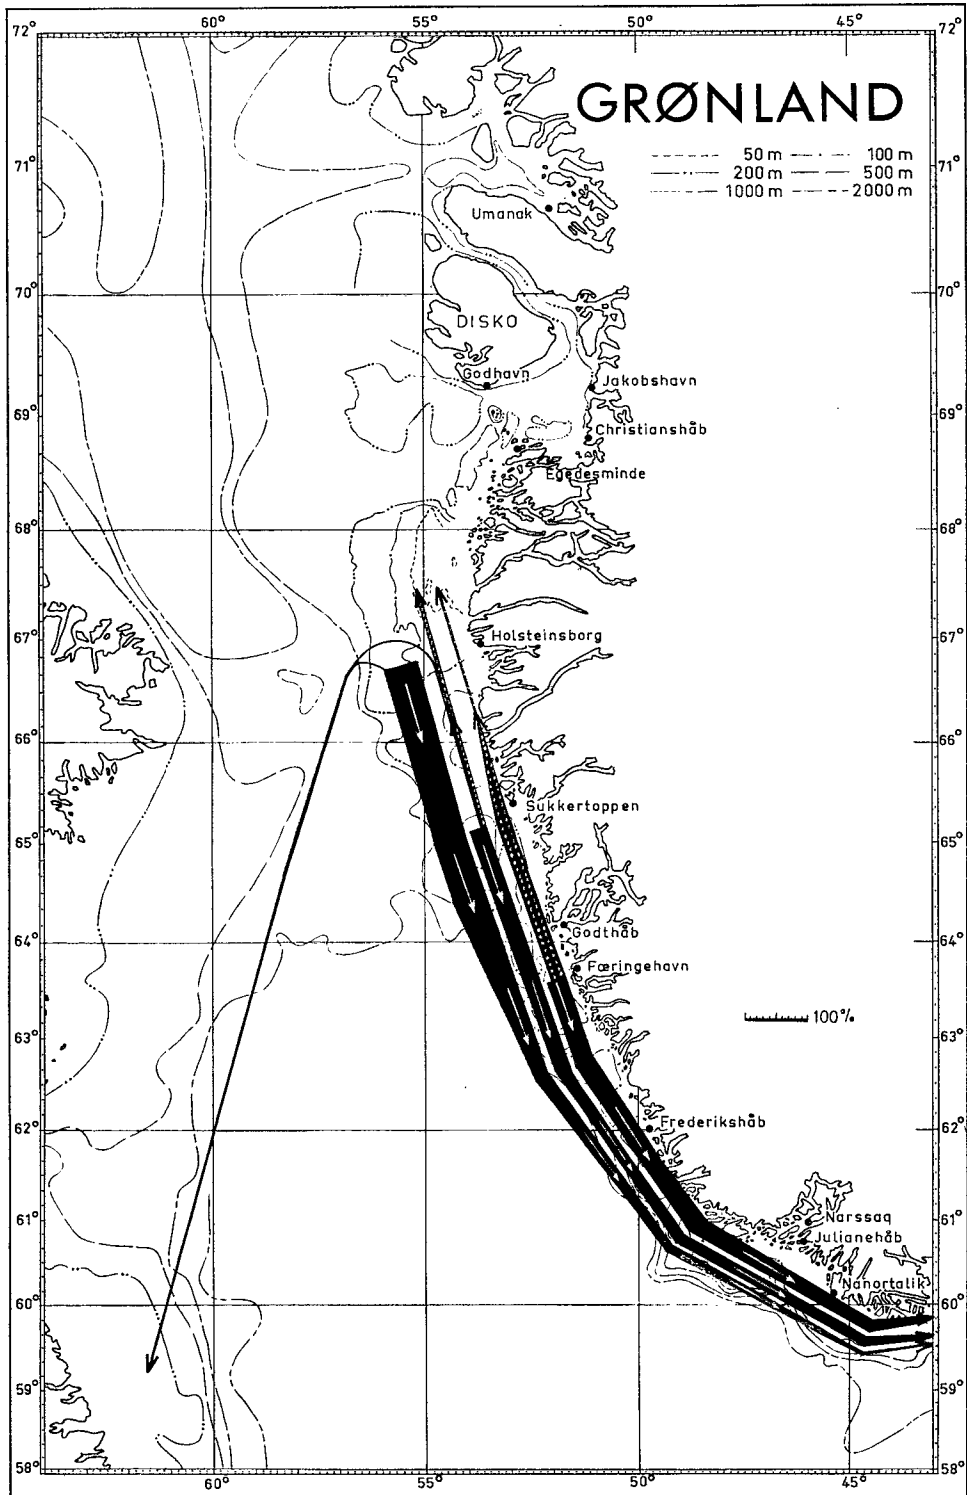 60° 55° 50° 45°
72° 72°
GRØNLAND
50 m 100 m
200 m 500 m
1000 m 2000 m
71° 71°
Umanak
70° 70°
DISKO
Godhavn
Jakobshavn
69° 69°
Christianshåb
Egedesminde
68° 68°
67° 67°
Holsteinsborg
66° 66°
Sukkertoppen
65° 65°
Godthåb
64° 64°
Færingehavn
100%
63° 63°
Frederikshåb
62° 62°
Narssaq
61° 61°
Julianehåb
Nanortalik
60° 60°
59° 59°
58° 58°
60° 55° 50° 45°